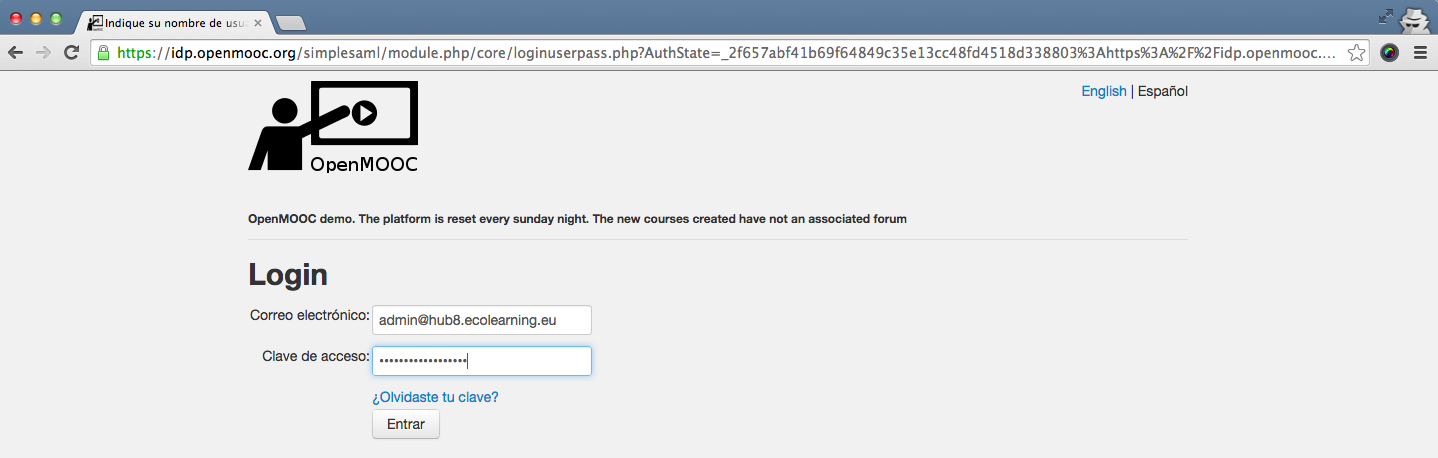 Indique su nombre de usu
https://idp.openmooc.org/simplesaml/module.php/core/loginuserpass.php?AuthState=_2f657abf41b69f64849c35e13cc48fd4518d338803%3Ahttps%3A%2F%2Fidp.openmooc....
English | Español
OpenMOOC
OpenMOOC demo. The platform is reset every sunday night. The new courses created have not an associated forum
Login
Correo electrónico: admin@hub8.ecolearning.eu
Clave de acceso: ••••••••••••••••••
¿Olvidaste tu clave?
Entrar